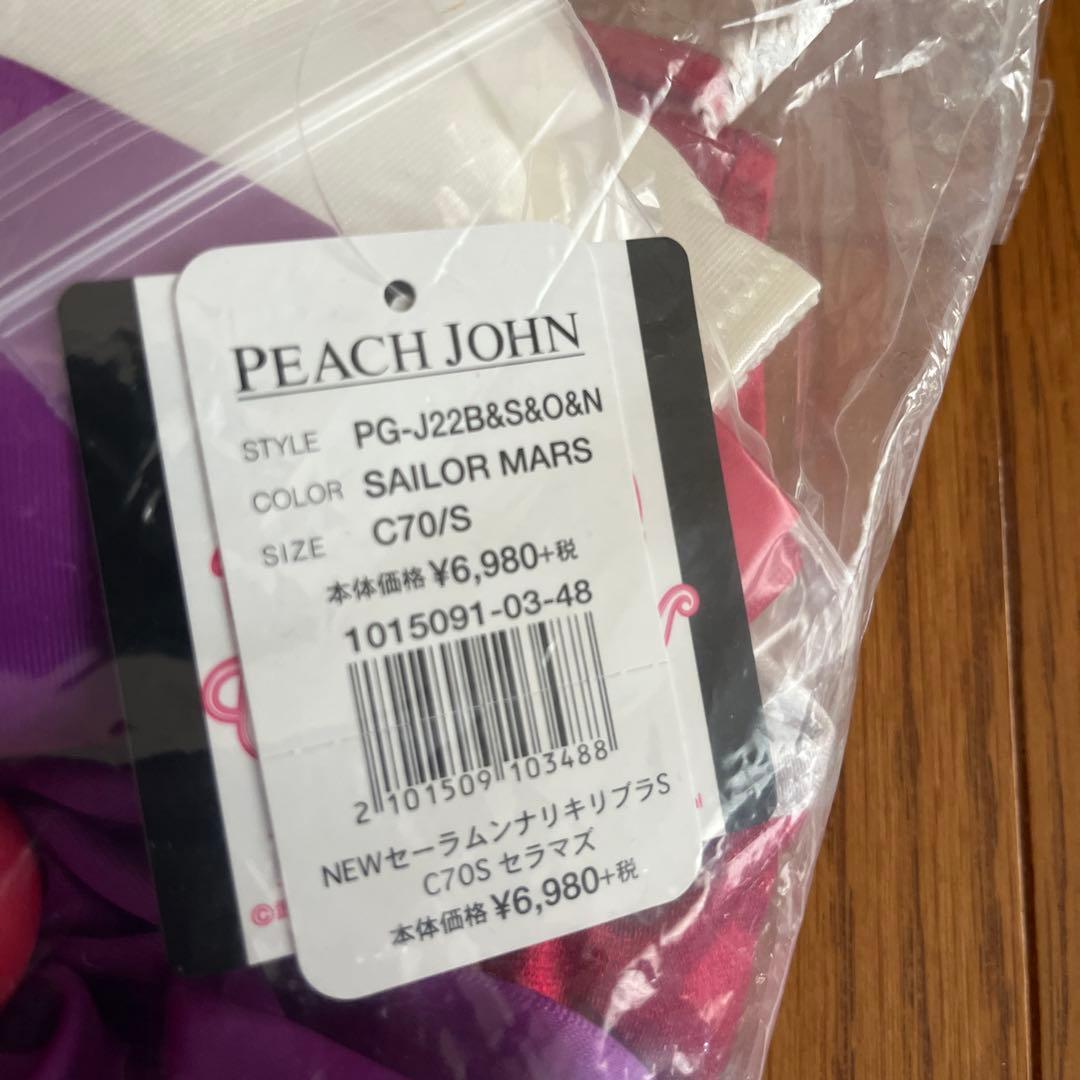 PEACH JOHN
STYLE PG-J22B&S&O&N
COLOR SAILOR MARS
SIZE C70/S
本体価格¥6,980+税
1015091-03-48
2 101509 103488
NEWセーラムンナリキリブラS
C70S セラマズ
本体価格¥6,980+税
©